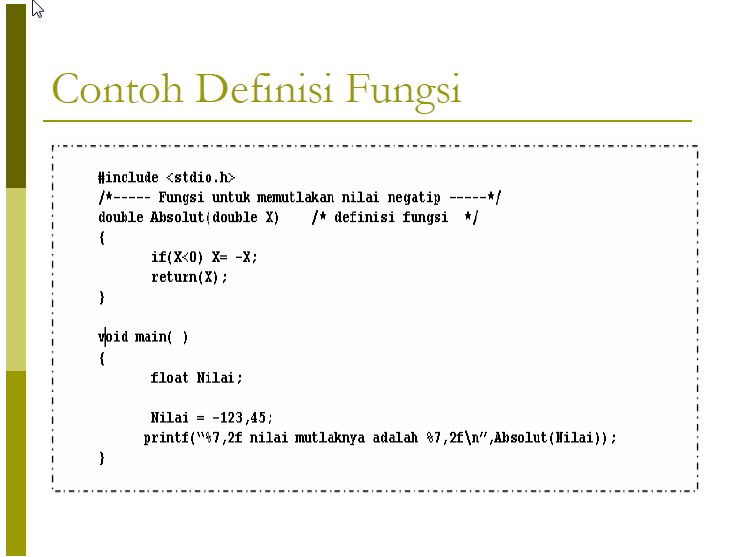 Contoh Definisi Fungsi
#include <stdio.h>
/*----- Fungsi untuk memutlakan nilai negatip -----*/
double Absolut(double X)    /* definisi fungsi  */
{
if(X<0) X= -X;
return(X);
}
void main( )
{
float Nilai;
Nilai = -123,45;
printf(“%7,2f nilai mutlaknya adalah %7,2f\n”,Absolut(Nilai));
}